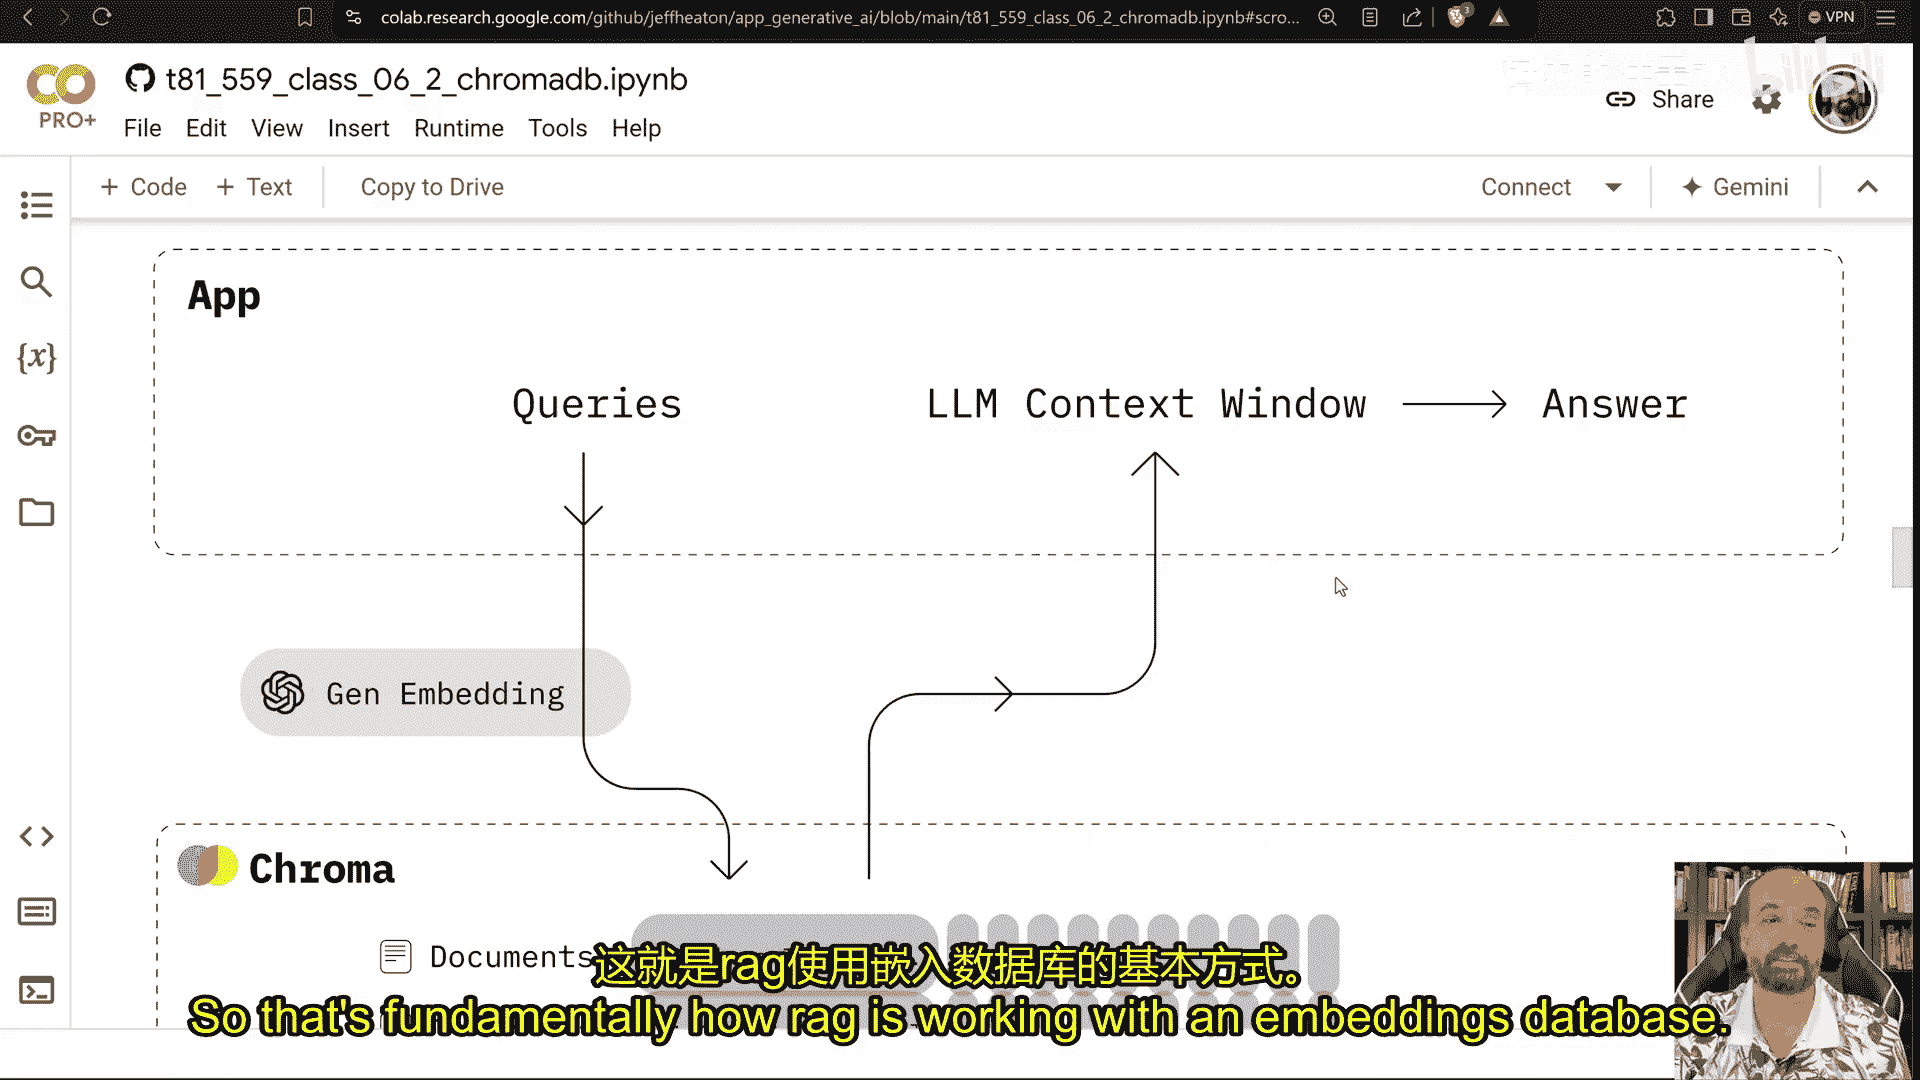 colab.research.google.com/github/jeffheaton/app_generative_ai/blob/main/t81_559_class_06_2_chromadb.ipynb#scro...
3
VPN
t81_559_class_06_2_chromadb.ipynb
PRO+
File Edit View Insert Runtime Tools Help
Share
+ Code + Text
Copy to Drive
Connect
Gemini
App
Queries
LLM Context Window
Answer
Gen Embedding
Chroma
Documents
这就是rag使用嵌入数据库的基本方式。
So that's fundamentally how rag is working with an embeddings database.